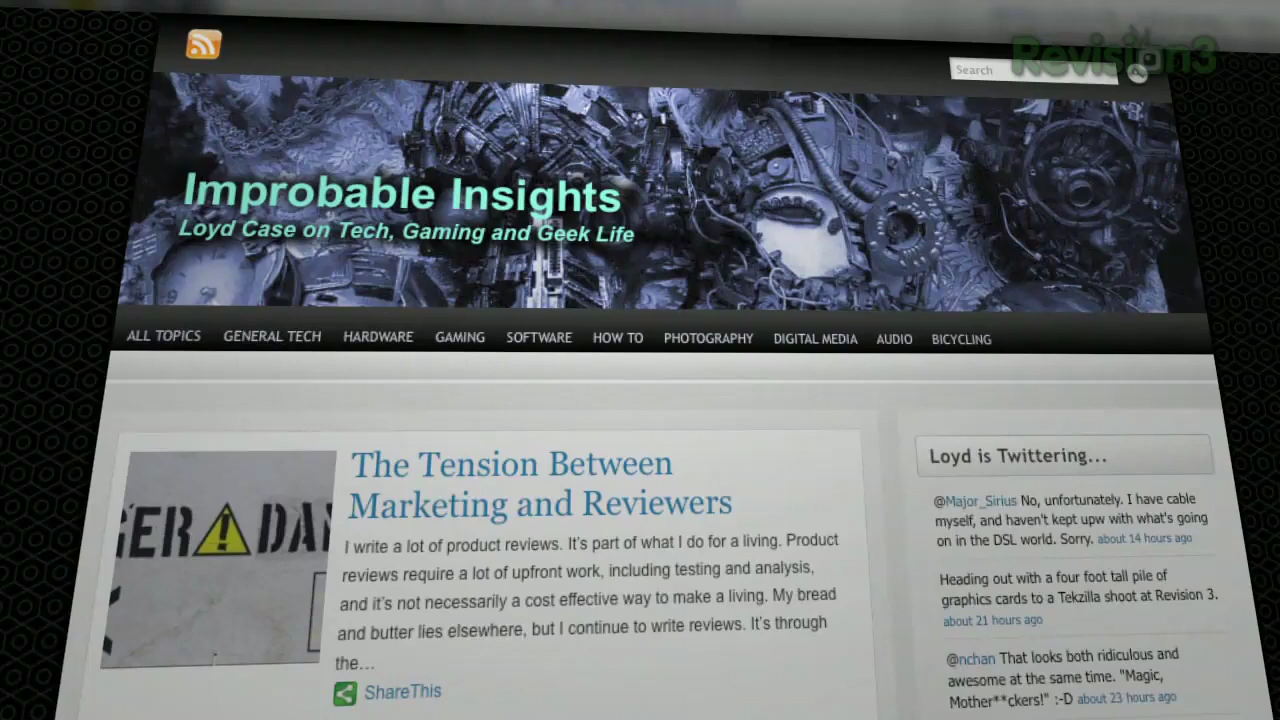 Revision3
Search
Improbable Insights
Loyd Case on Tech, Gaming and Geek Life
ALL TOPICS GENERAL TECH HARDWARE GAMING SOFTWARE HOW TO PHOTOGRAPHY DIGITAL MEDIA AUDIO BICYCLING
GER DAN
The Tension Between
Marketing and Reviewers
I write a lot of product reviews. It's part of what I do for a living. Product
reviews require a lot of upfront work, including testing and analysis,
and it's not necessarily a cost effective way to make a living. My bread
and butter lies elsewhere, but I continue to write reviews. It's through
the...
ShareThis
Loyd is Twittering...
@Major_Sirius No, unfortunately. I have cable
myself, and haven't kept upw with what's going
on in the DSL world. Sorry. about 14 hours ago
Heading out with a four foot tall pile of
graphics cards to a Tekzilla shoot at Revision 3.
about 21 hours ago
@nchan That looks both ridiculous and
awesome at the same time. "Magic,
Mother**ckers!" :-D about 23 hours ago